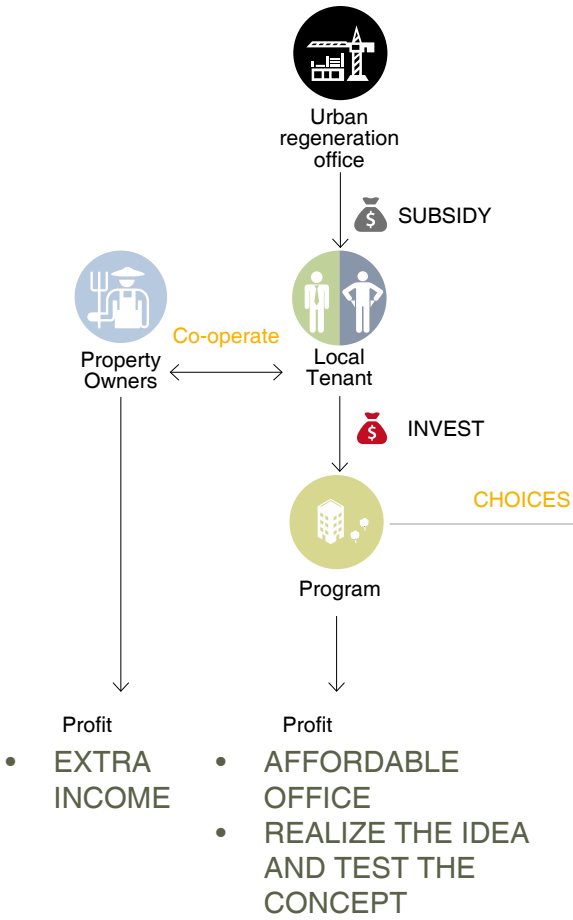 Urban
regeneration
office
$ SUBSIDY
Co-operate
Property
Owners
Local
Tenant
$ INVEST
CHOICES
Program
Profit
• EXTRA
INCOME
Profit
• AFFORDABLE
OFFICE
• REALIZE THE IDEA
AND TEST THE
CONCEPT